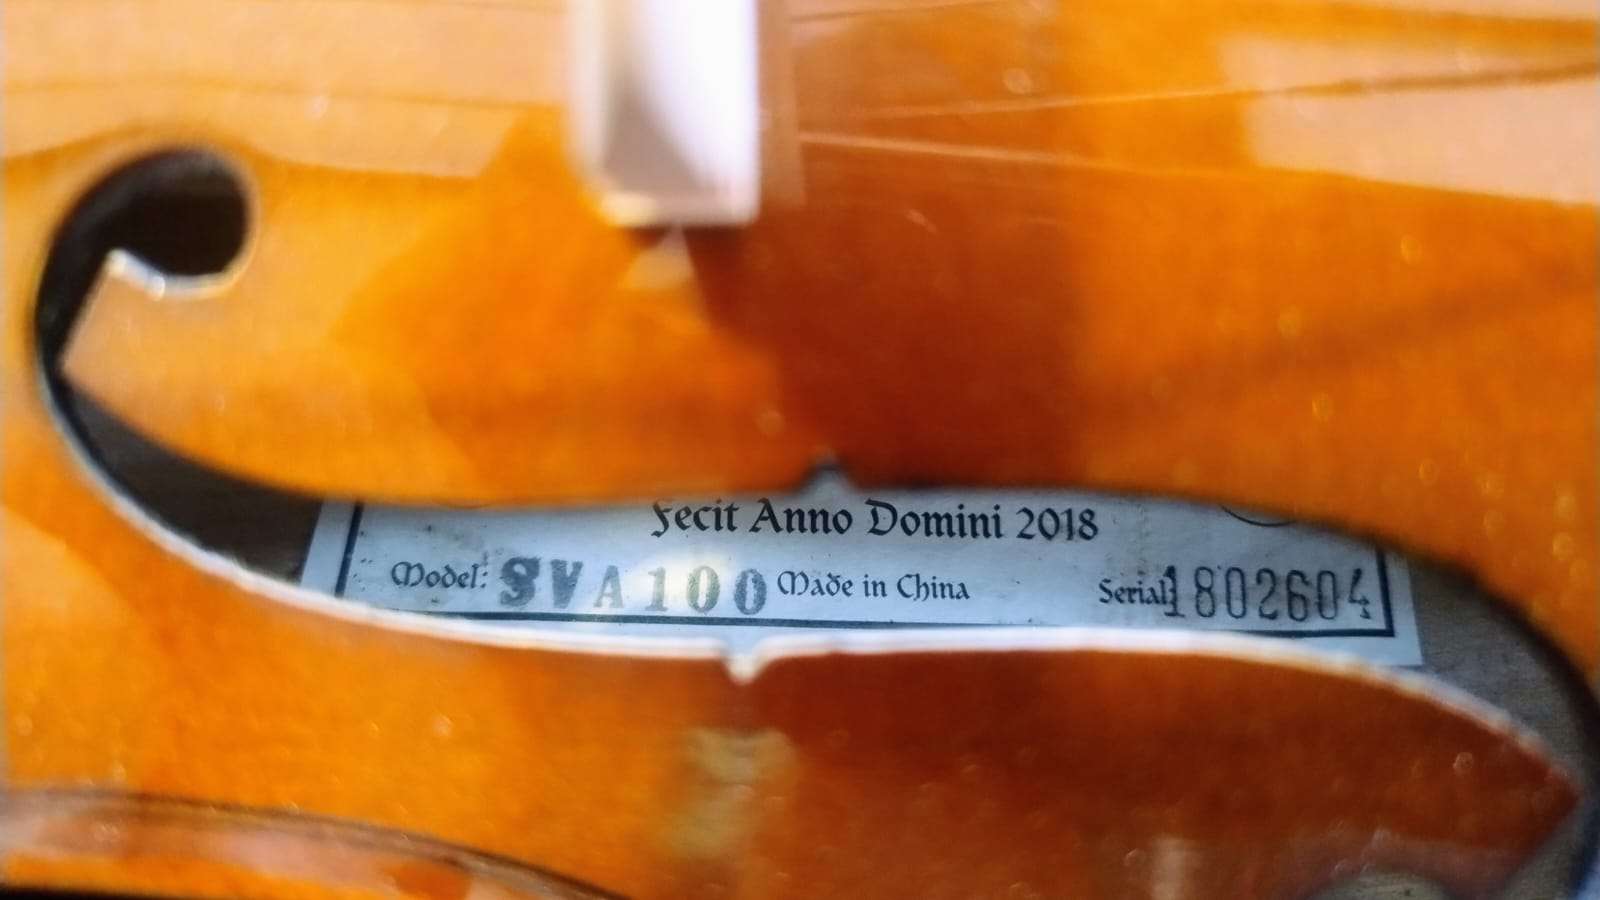 Fecit Anno Domini 2018
Model: SVA100 Made in China Serial: 1802604